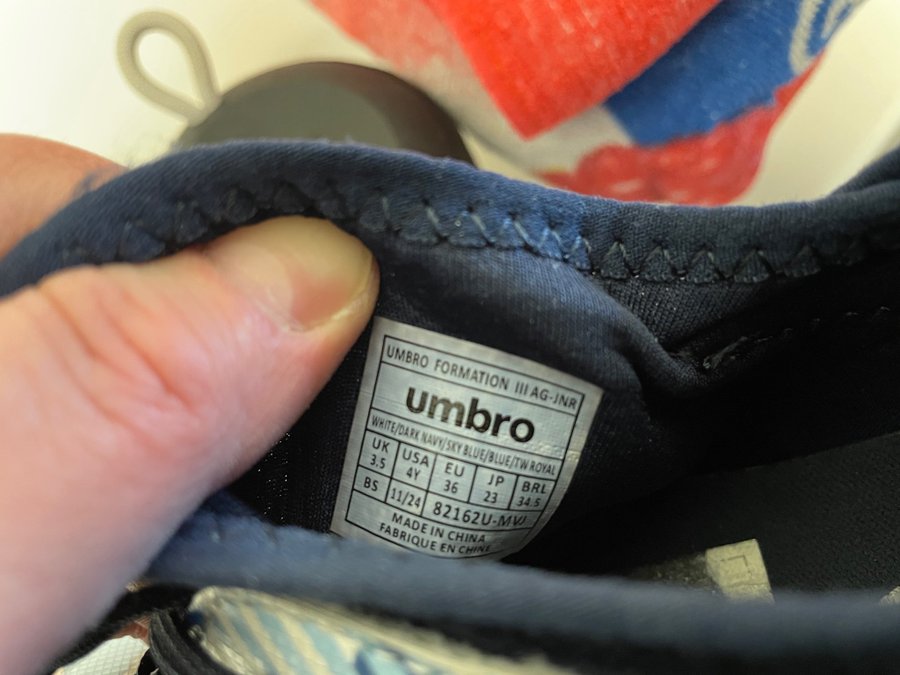 UMBRO FORMATION III AG-JNR
umbro
WHITE/DARK NAVY/SKY BLUE/BLUE/TW ROYAL
UK USA EU JP BRL
3.5 4Y 36 23 34.5
BS 11/24 82162U-MVJ
MADE IN CHINA
FABRIQUE EN CHINE